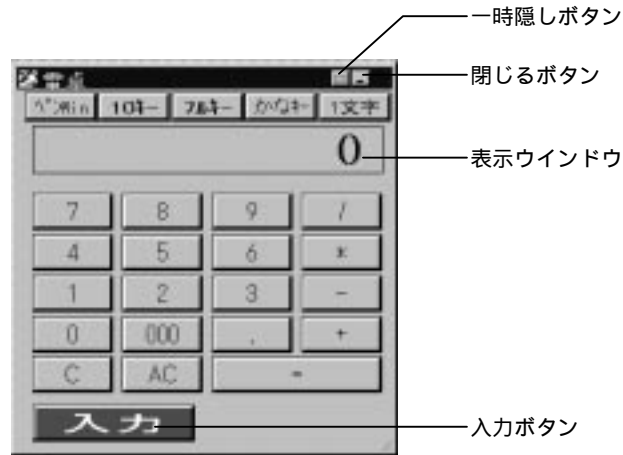 一時隠しボタン
閉じるボタン
電卓
ペンMin 10キー フルキー かなキー 1文字
0
表示ウインドウ
7 8 9 /
4 5 6 *
1 2 3 -
0 000 . +
C AC =
入力
入力ボタン